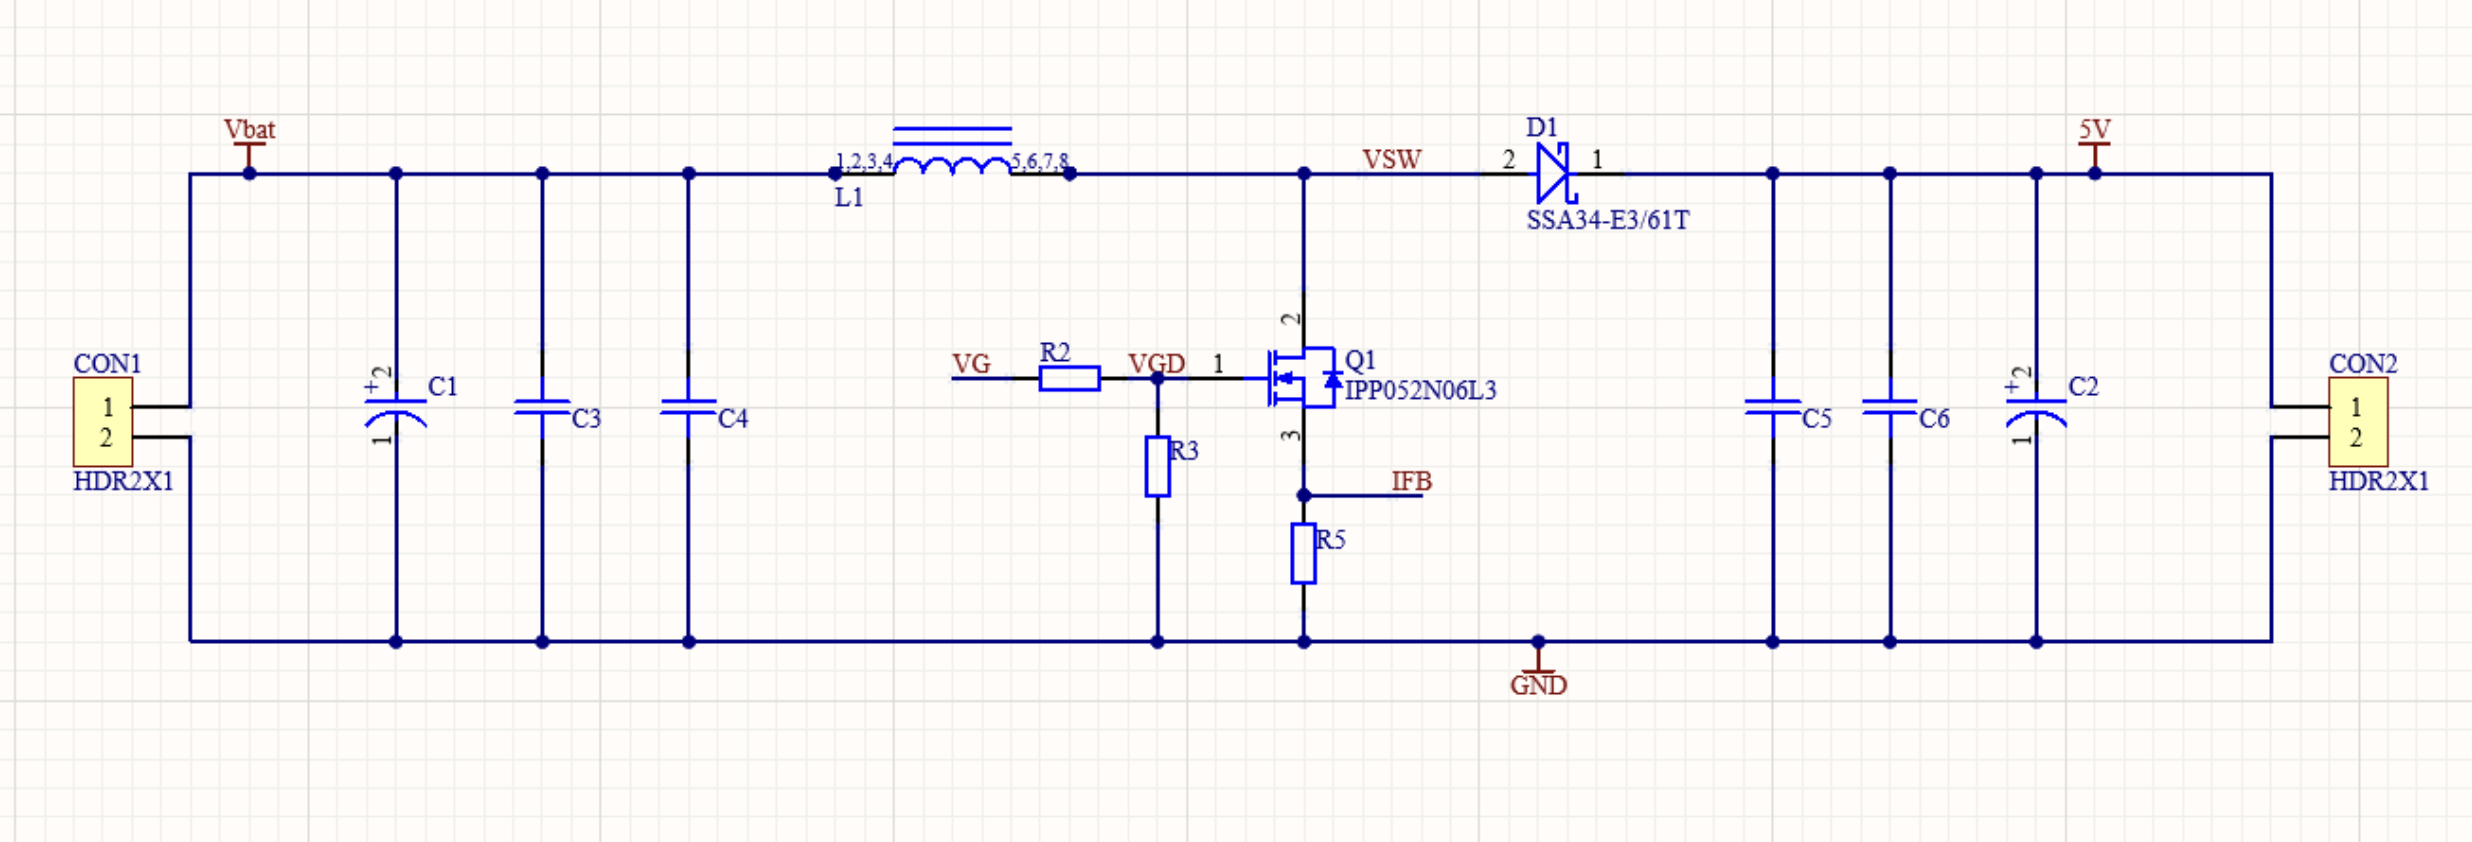 Vbat
D1
5V
1,2,3,4
5,6,7,8
VSW
2
1
L1
SSA34-E3/61T
2
CON1
R2
VG
VGD
1
Q1
IPP052N06L3
CON2
+
2
C1
+
2
C2
1
2
C3
C4
C5
C6
1
2
1
3
1
R3
HDR2X1
IFB
HDR2X1
R5
GND